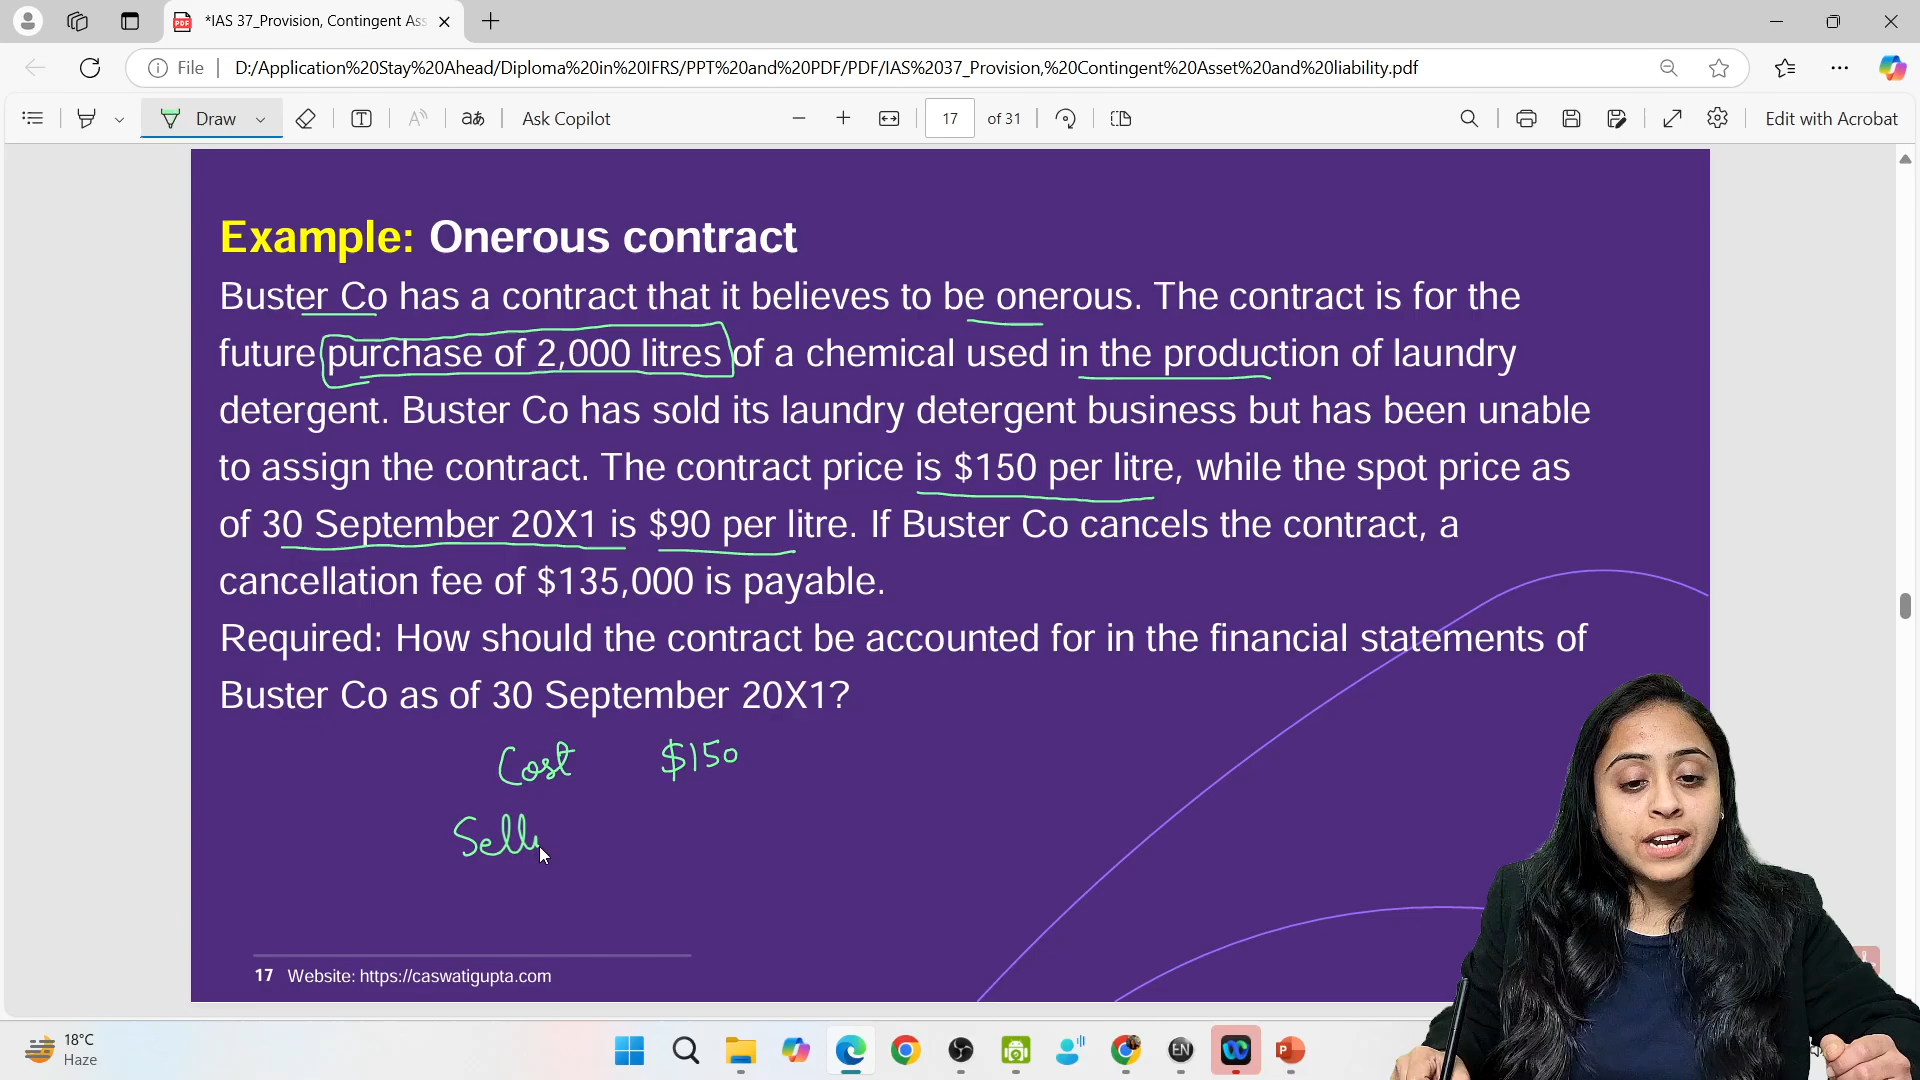 *IAS 37_Provision, Contingent Ass
File
D:/Application%20Stay%20Ahead/Diploma%20in%20IFRS/PPT%20and%20PDF/PDF/IAS%2037_Provision,%20Contingent%20Asset%20and%20liability.pdf
Draw
Ask Copilot
17 of 31
Edit with Acrobat
Example: Onerous contract
Buster Co has a contract that it believes to be onerous. The contract is for the
future purchase of 2,000 litres of a chemical used in the production of laundry
detergent. Buster Co has sold its laundry detergent business but has been unable
to assign the contract. The contract price is $150 per litre, while the spot price as
of 30 September 20X1 is $90 per litre. If Buster Co cancels the contract, a
cancellation fee of $135,000 is payable.
Required: How should the contract be accounted for in the financial statements of
Buster Co as of 30 September 20X1?
Cost $150
Selli
17 Website: https://caswatigupta.com
18°C
Haze
EN